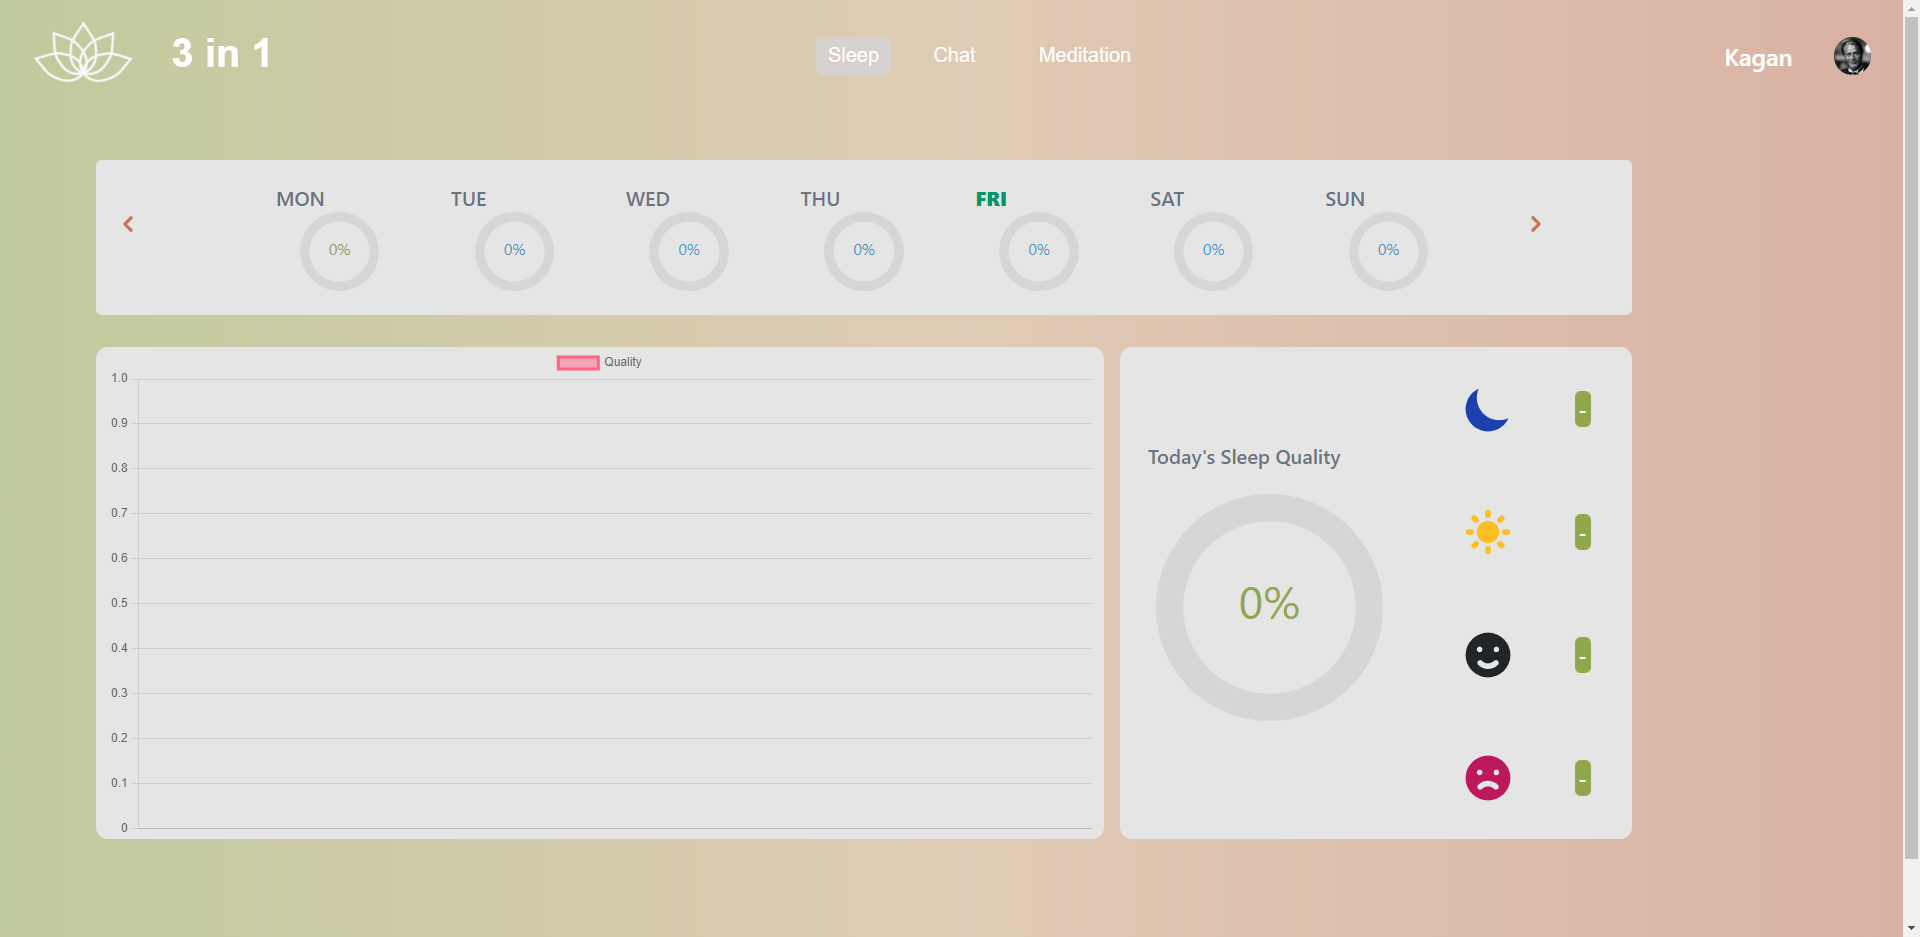 3 in 1
Sleep
Chat
Meditation
Kagan
MON
TUE
WED
THU
FRI
SAT
SUN
0%
0%
0%
0%
0%
0%
0%
Quality
1.0
0.9
0.8
0.7
0.6
0.5
0.4
0.3
0.2
0.1
0
Today's Sleep Quality
0%
-
-
-
-